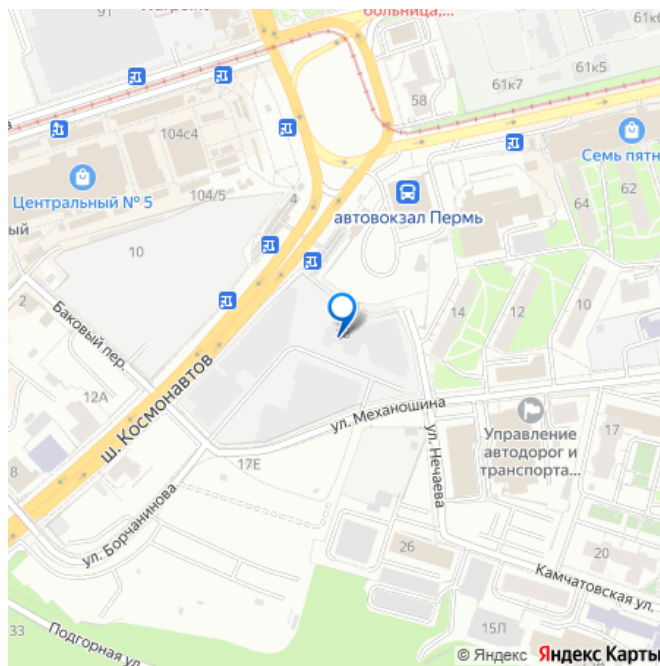 91
больница,...
61к6
61к5
61к7
58
104с4
Семь пятн
Центральный № 5
104/5
4
автовокзал Пермь
64
62
ный
10
2
Баковый пер.
14
12
10
ш. Космонавтов
12А
ул. Механошина
ул. Нечаева
Управление
автодорог и
транспорта...
17
8
17Е
ул. Борчанинова
26
20
Камчатовская ул.
33
Подгорная ул.
15Л
© Яндекс Яндекс Карты